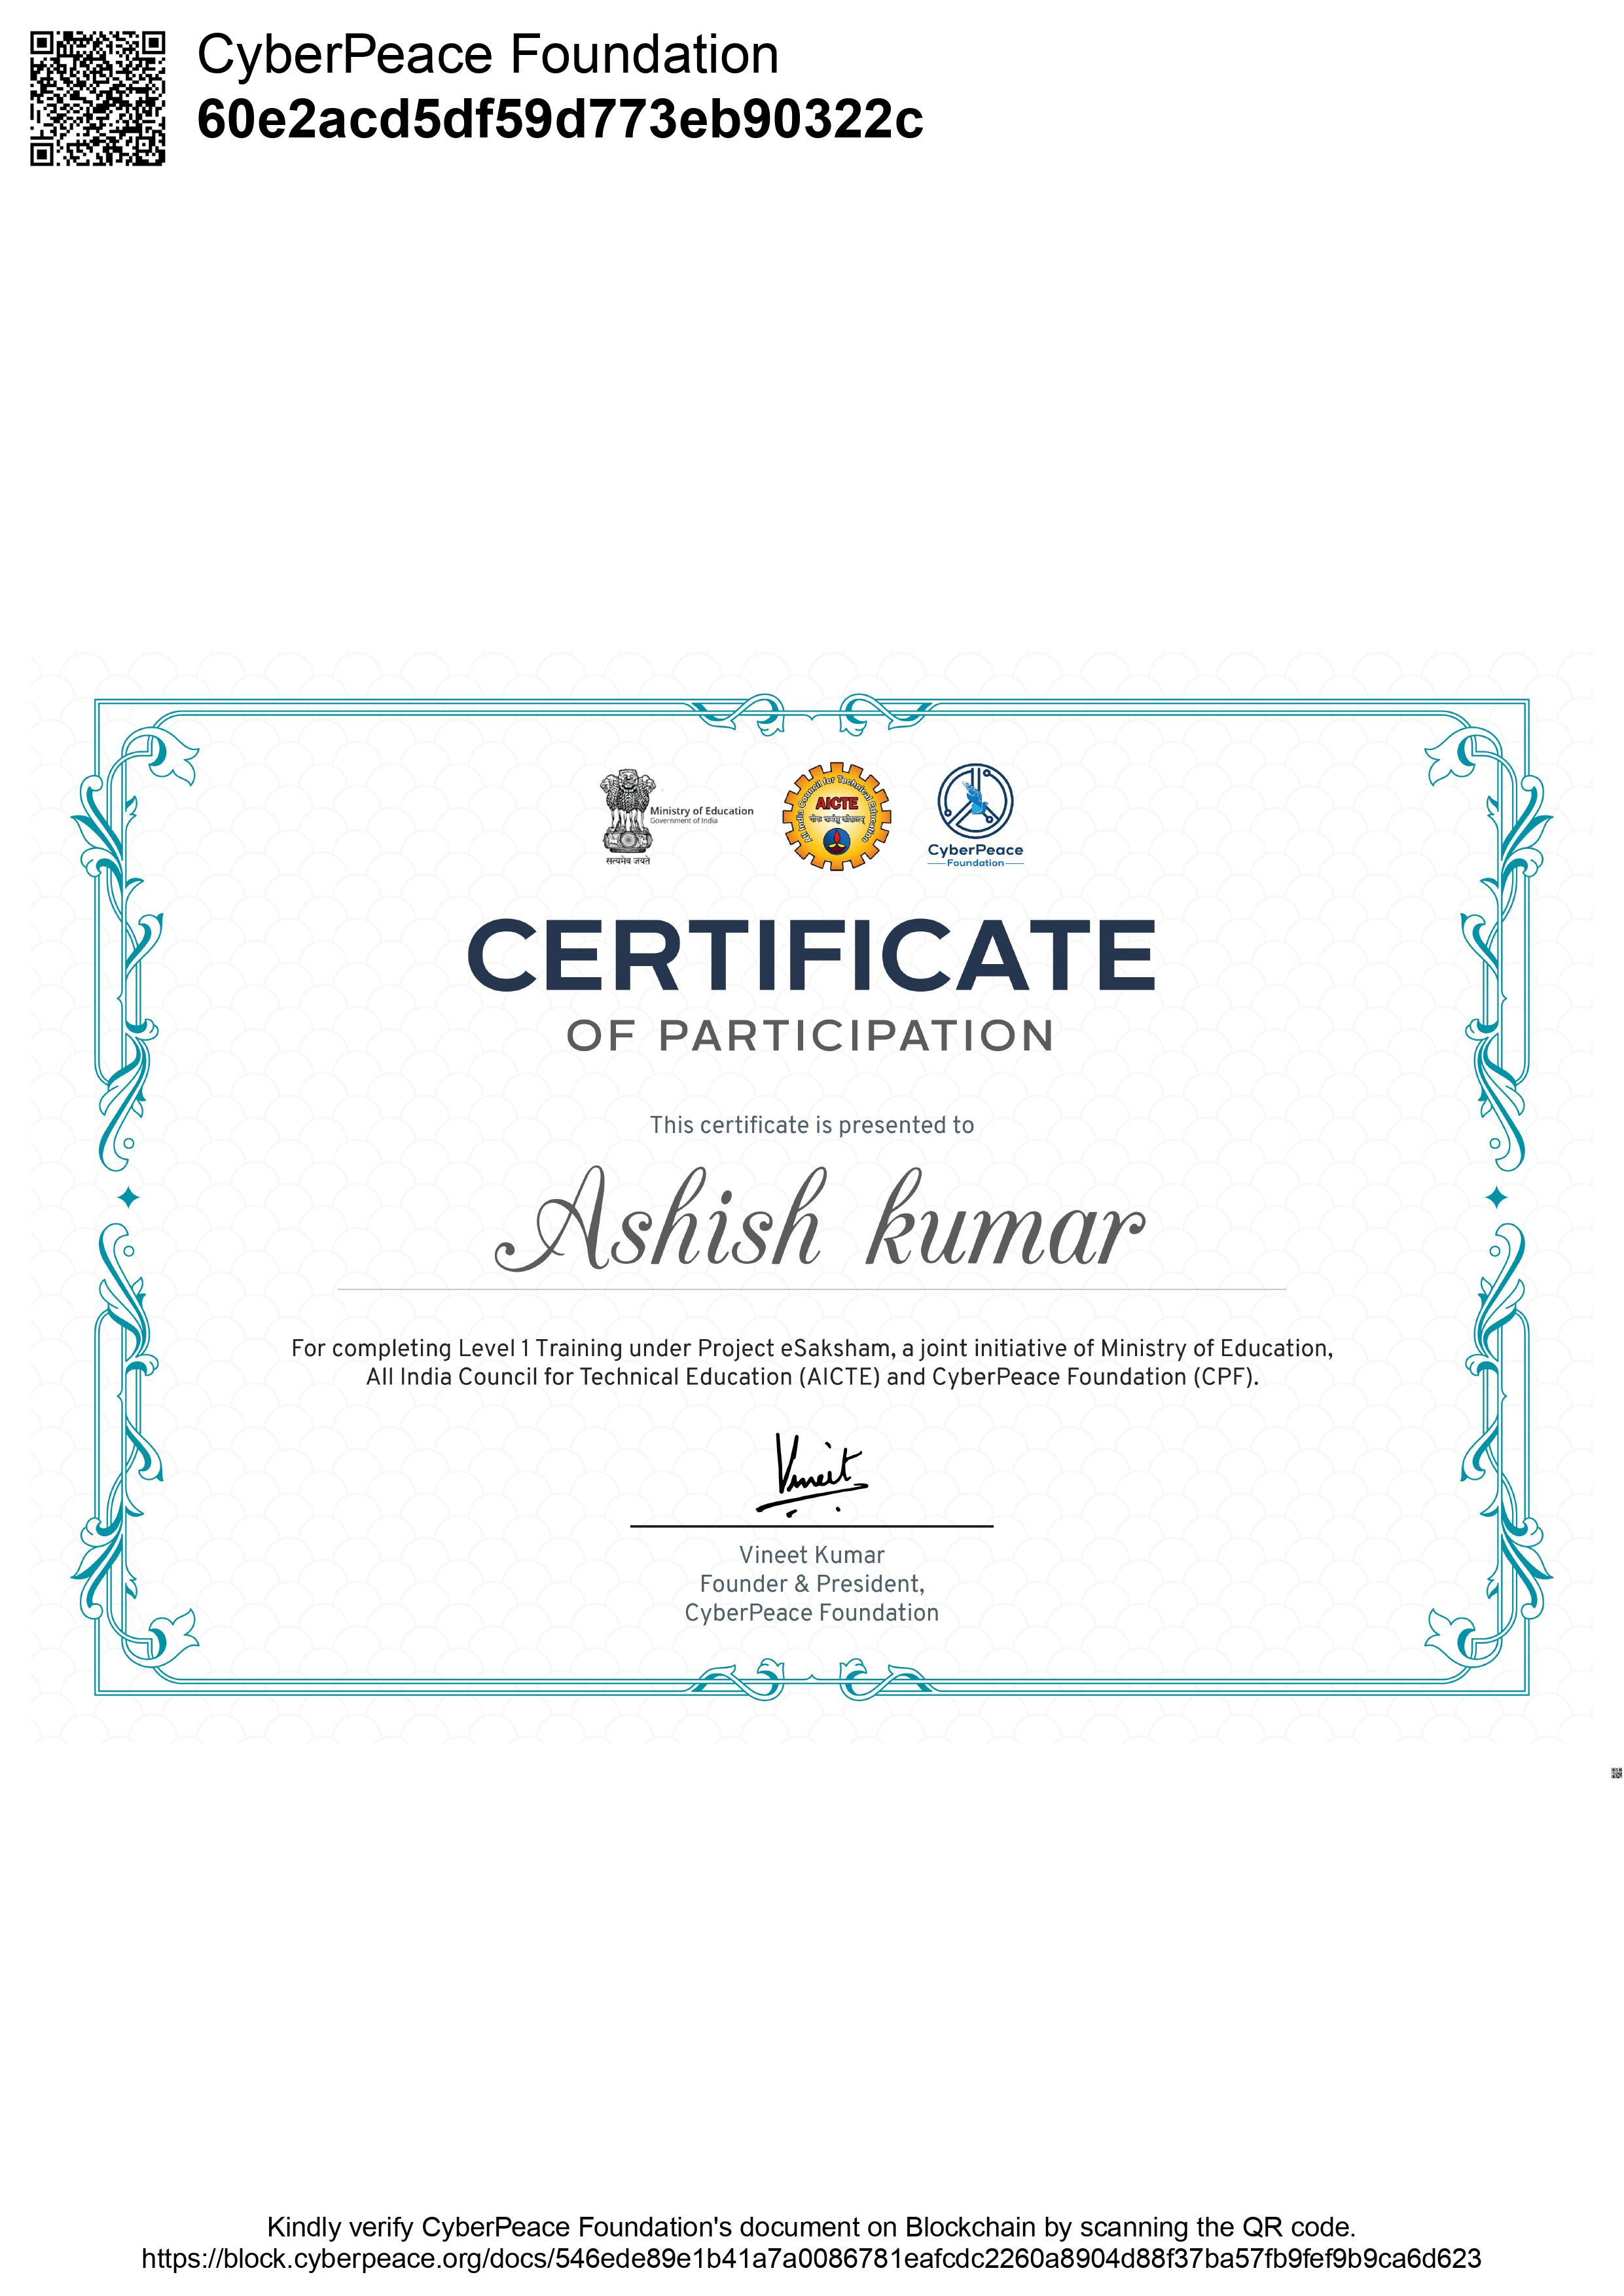 CyberPeace Foundation
60e2acd5df59d773eb90322c
Ministry of Education
Government of India
सत्यमेव जयते
All India Council for Technical Education
AICTE
योगः कर्मसु कौशलम्
CyberPeace
Foundation
CERTIFICATE
OF PARTICIPATION
This certificate is presented to
Ashish kumar
For completing Level 1 Training under Project eSaksham, a joint initiative of Ministry of Education,
All India Council for Technical Education (AICTE) and CyberPeace Foundation (CPF).
Vineet
Vineet Kumar
Founder & President,
CyberPeace Foundation
Kindly verify CyberPeace Foundation's document on Blockchain by scanning the QR code.
https://block.cyberpeace.org/docs/546ede89e1b41a7a0086781eafcdc2260a8904d88f37ba57fb9fef9b9ca6d623